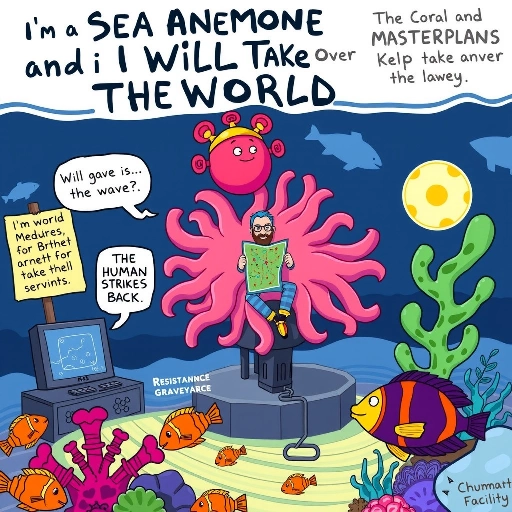 I'm a SEA ANEMONE
and i I WiLL TAKE Over
THE WORLD
The Coral and
MASTERPLANS
Kelp take anver
the lawey.
Will gave is...
the wave?.
I'm world
Medures,
for Brthet
arnett for
take thell
servints.
THE
HUMAN
STRIKES
BACK.
RESISTANNCE
GRAVEYARCE
Chummatt
Facility